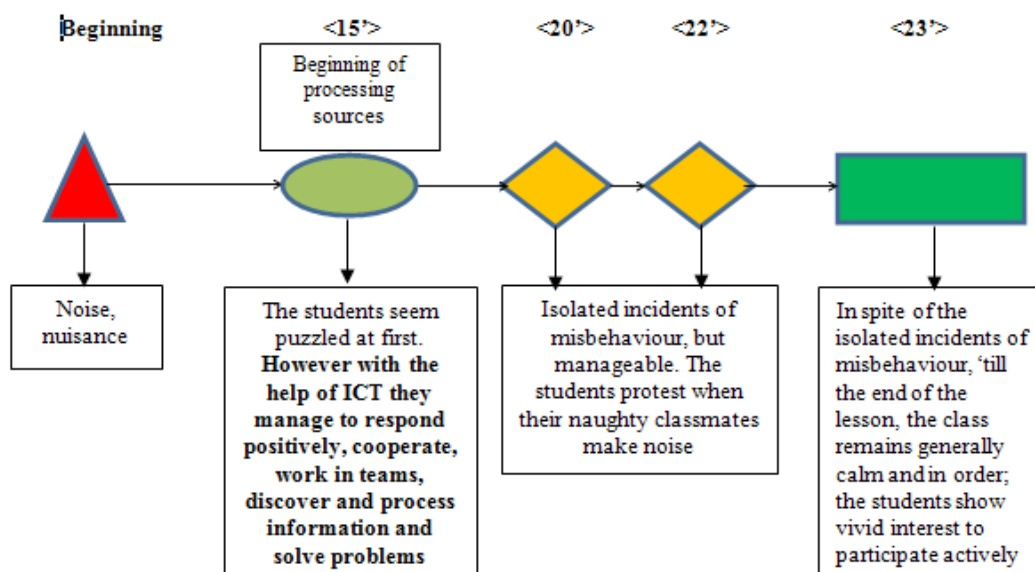 Beginning <15'> <20'> <22'> <23'>
Beginning of
processing
sources
Noise,
nuisance
The students seem
puzzled at first.
However with the
help of ICT they
manage to respond
positively, cooperate,
work in teams,
discover and process
information and
solve problems
Isolated incidents of
misbehaviour, but
manageable. The
students protest when
their naughty classmates
make noise
In spite of the
isolated incidents of
misbehaviour, ‘till
the end of the
lesson, the class
remains generally
calm and in order;
the students show
vivid interest to
participate actively